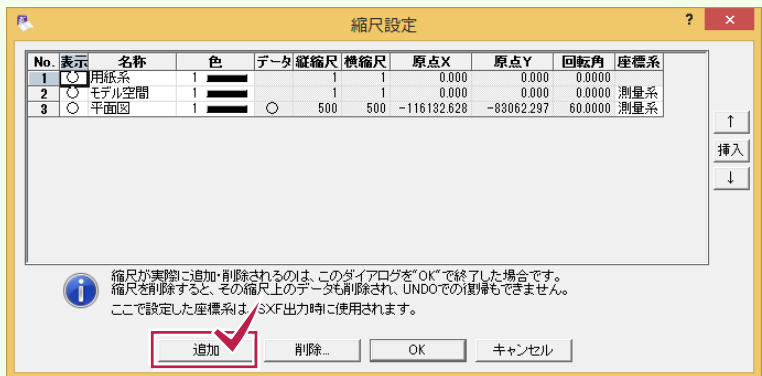 縮尺設定
?
×
No. 表示 名称 色 データ 縦縮尺 横縮尺 原点X 原点Y 回転角 座標系
1 ○ 用紙系 1 1 1 0.000 0.000 0.0000
2 ○ モデル空間 1 1 1 0.000 0.000 0.0000 測量系
3 ○ 平面図 1 ○ 500 500 -116132.628 -83062.297 60.0000 測量系
↑
挿入
↓
縮尺が実際に追加・削除されるのは、このダイアログを"OK"で終了した場合です。
縮尺を削除すると、その縮尺上のデータも削除され、UNDOでの復帰もできません。
ここで設定した座標系は、SXF出力時に使用されます。
追加 削除... OK キャンセル